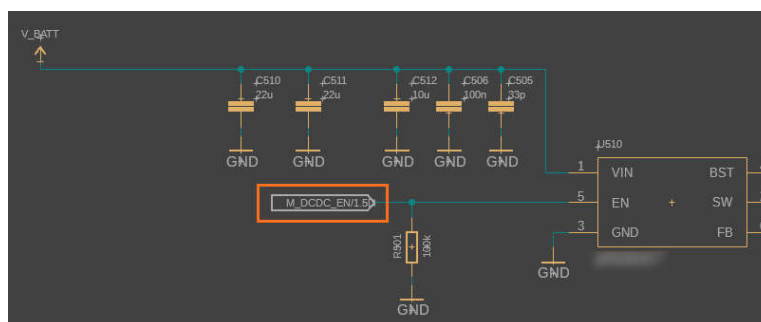 V_BATT
C510
22u
C511
22u
C512
10u
C506
100n
C505
33p
GND
GND
GND
GND
GND
U510
1
VIN
BST
M_DCDC_EN/1.5D
5
EN
SW
3
GND
FB
R501
100k
GND
GND